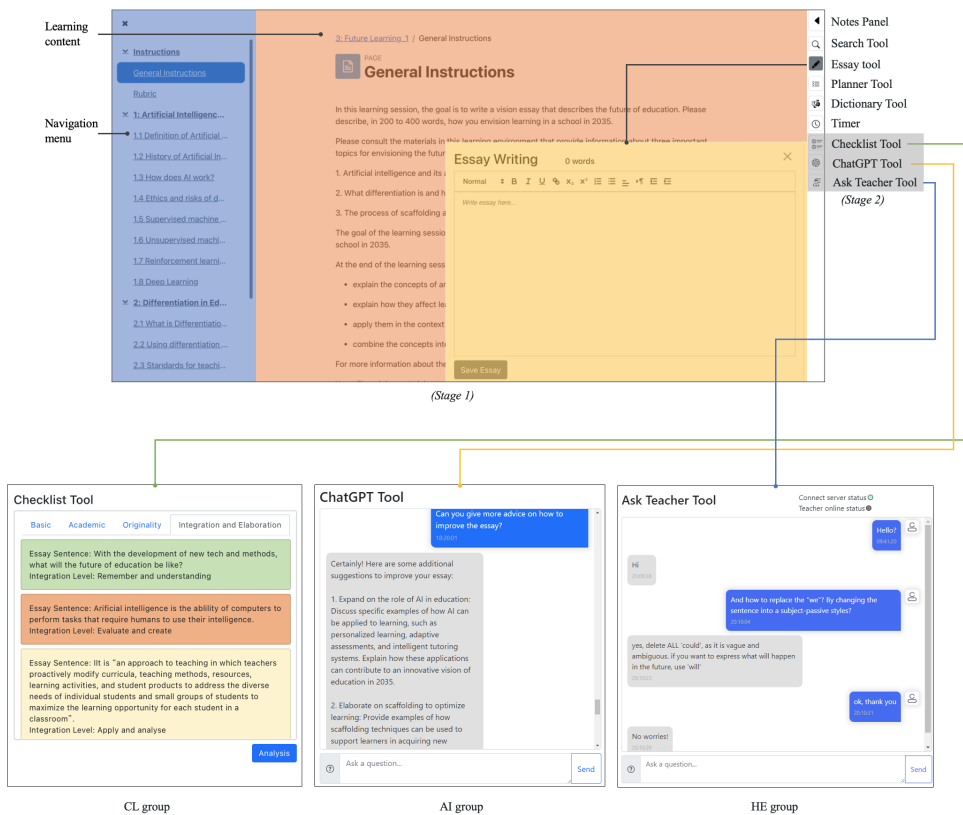 Learning
content
Navigation
menu
×
Instructions
General Instructions
Rubric
1: Artificial Intelligenc...
1.1 Definition of Artificial ...
1.2 History of Artificial In...
1.3 How does AI work?
1.4 Ethics and risks of d...
1.5 Supervised machine ...
1.6 Unsupervised machi...
1.7 Reinforcement learni...
1.8 Deep Learning
2: Differentiation in Ed...
2.1 What is Differentiatio...
2.2 Using differentiation ...
2.3 Standards for teachi...
3: Future Learning_1 / General Instructions
PAGE
General Instructions
In this learning session, the goal is to write a vision essay that describes the future of education. Please
describe, in 200 to 400 words, how you envision learning in a school in 2035.
Please consult the materials in this learning environment that provide information about three important
topics for envisioning the futur
1. Artificial intelligence and its a
2. What differentiation is and h
3. The process of scaffolding a
The goal of the learning sessio
school in 2035.
At the end of the learning sess
• explain the concepts of ar
• explain how they affect lea
• apply them in the context
• combine the concepts inte
For more information about the
Essay Writing 0 words ×
Normal B I U X₂ X²
Write essay here...
Save Essay
Notes Panel
Search Tool
Essay tool
Planner Tool
Dictionary Tool
Timer
Checklist Tool
ChatGPT Tool
Ask Teacher Tool
(Stage 2)
(Stage 1)
Checklist Tool
Basic Academic Originality Integration and Elaboration
Essay Sentence: With the development of new tech and methods,
what will the future of education be like?
Integration Level: Remember and understanding
Essay Sentence: Arificial intelligence is the abllity of computers to
perform tasks that require humans to use their intelligence.
Integration Level: Evaluate and create
Essay Sentence: IIt is "an approach to teaching in which teachers
proactively modify curricula, teaching methods, resources,
learning activities, and student products to address the diverse
needs of individual students and small groups of students to
maximize the learning opportunity for each student in a
classroom".
Integration Level: Apply and analyse
Analysis
CL group
ChatGPT Tool
Can you give more advice on how to
improve the essay?
18:20:01
Certainly! Here are some additional
suggestions to improve your essay:
1. Expand on the role of AI in education:
Discuss specific examples of how AI can
be applied to learning, such as
personalized learning, adaptive
assessments, and intelligent tutoring
systems. Explain how these applications
can contribute to an innovative vision of
education in 2035.
2. Elaborate on scaffolding to optimize
learning: Provide examples of how
scaffolding techniques can be used to
support learners in acquiring new
Ask a question...
Send
AI group
Ask Teacher Tool
Connect server status
Teacher online status
Hello?
Hi
And how to replace the "we"? By changing the
sentence into a subject-passive styles?
20:10:04
yes, delete ALL 'could', as it is vague and
ambiguous. if you want to express what will happen
in the future, use 'will'
ok, thank you
20:10:21
No worries!
Ask a question...
Send
HE group